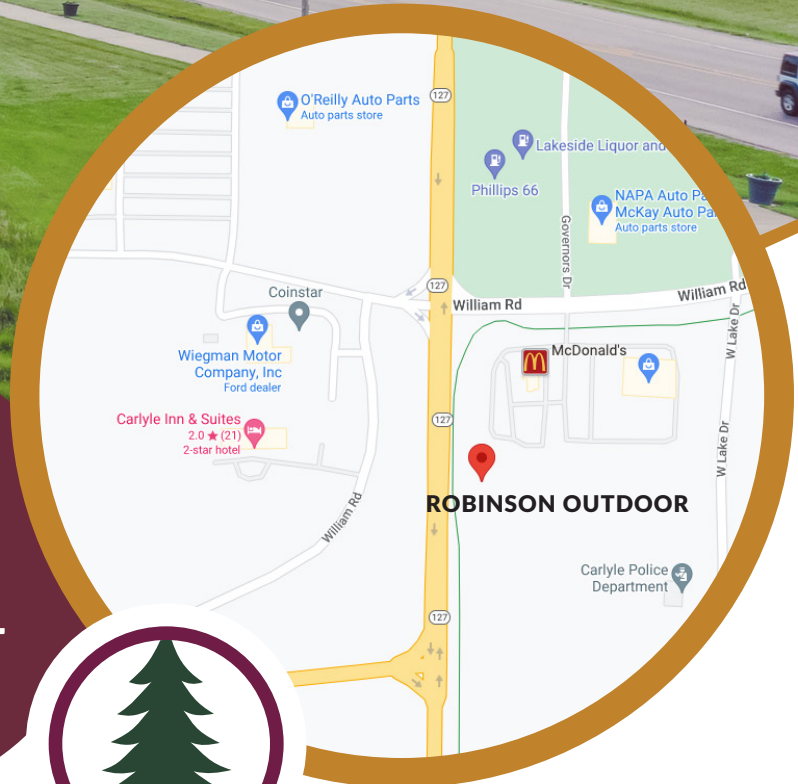 127
O'Reilly Auto Parts
Auto parts store
Lakeside Liquor and
Phillips 66
NAPA Auto Pa
McKay Auto Pa
Auto parts store
Governors Dr
127
William Rd
William Rd
Coinstar
W Lake Dr
Wiegman Motor
Company, Inc
Ford dealer
McDonald's
Carlyle Inn & Suites
2.0 ★ (21)
2-star hotel
127
W Lake Dr
ROBINSON OUTDOOR
William Rd
Carlyle Police
Department
127